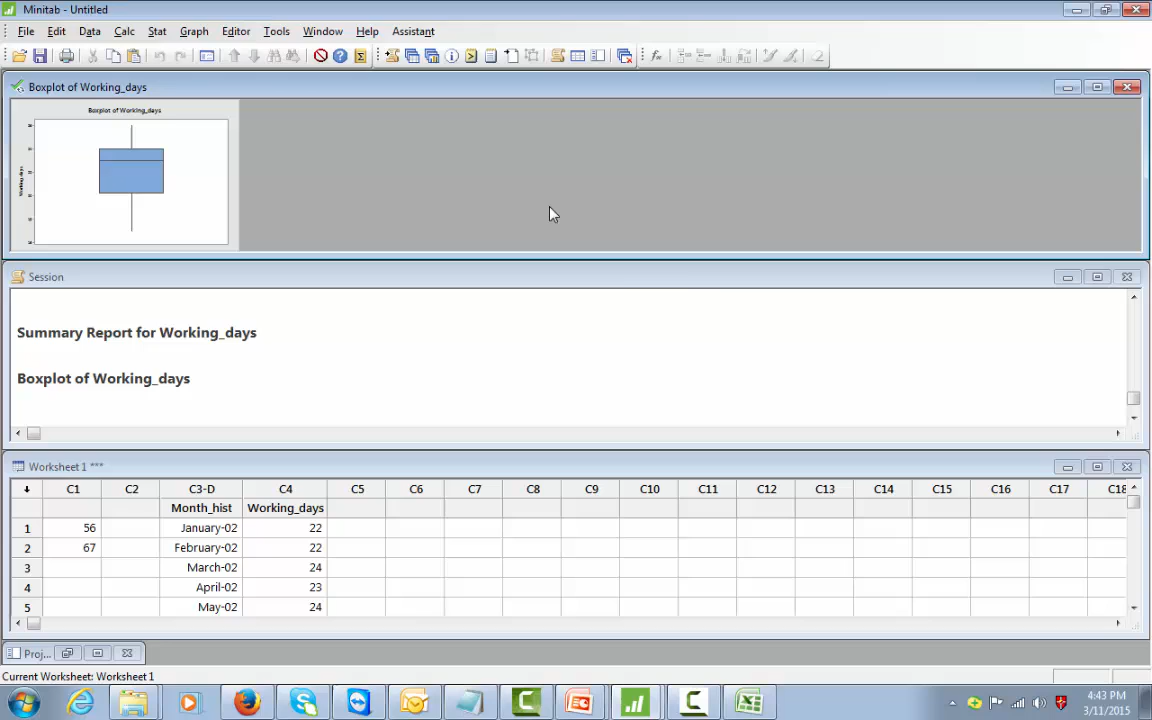 Minitab - Untitled
File Edit Data Calc Stat Graph Editor Tools Window Help Assistant
Boxplot of Working_days
Boxplot of Working_days
Working_days
Session
Summary Report for Working_days
Boxplot of Working_days
Worksheet 1 ***
C1 C2 C3-D C4 C5 C6 C7 C8 C9 C10 C11 C12 C13 C14 C15 C16 C17 C18
Month_hist Working_days
1 56 January-02 22
2 67 February-02 22
3 March-02 24
4 April-02 23
5 May-02 24
Proj...
Current Worksheet: Worksheet 1
4:43 PM
3/11/2015